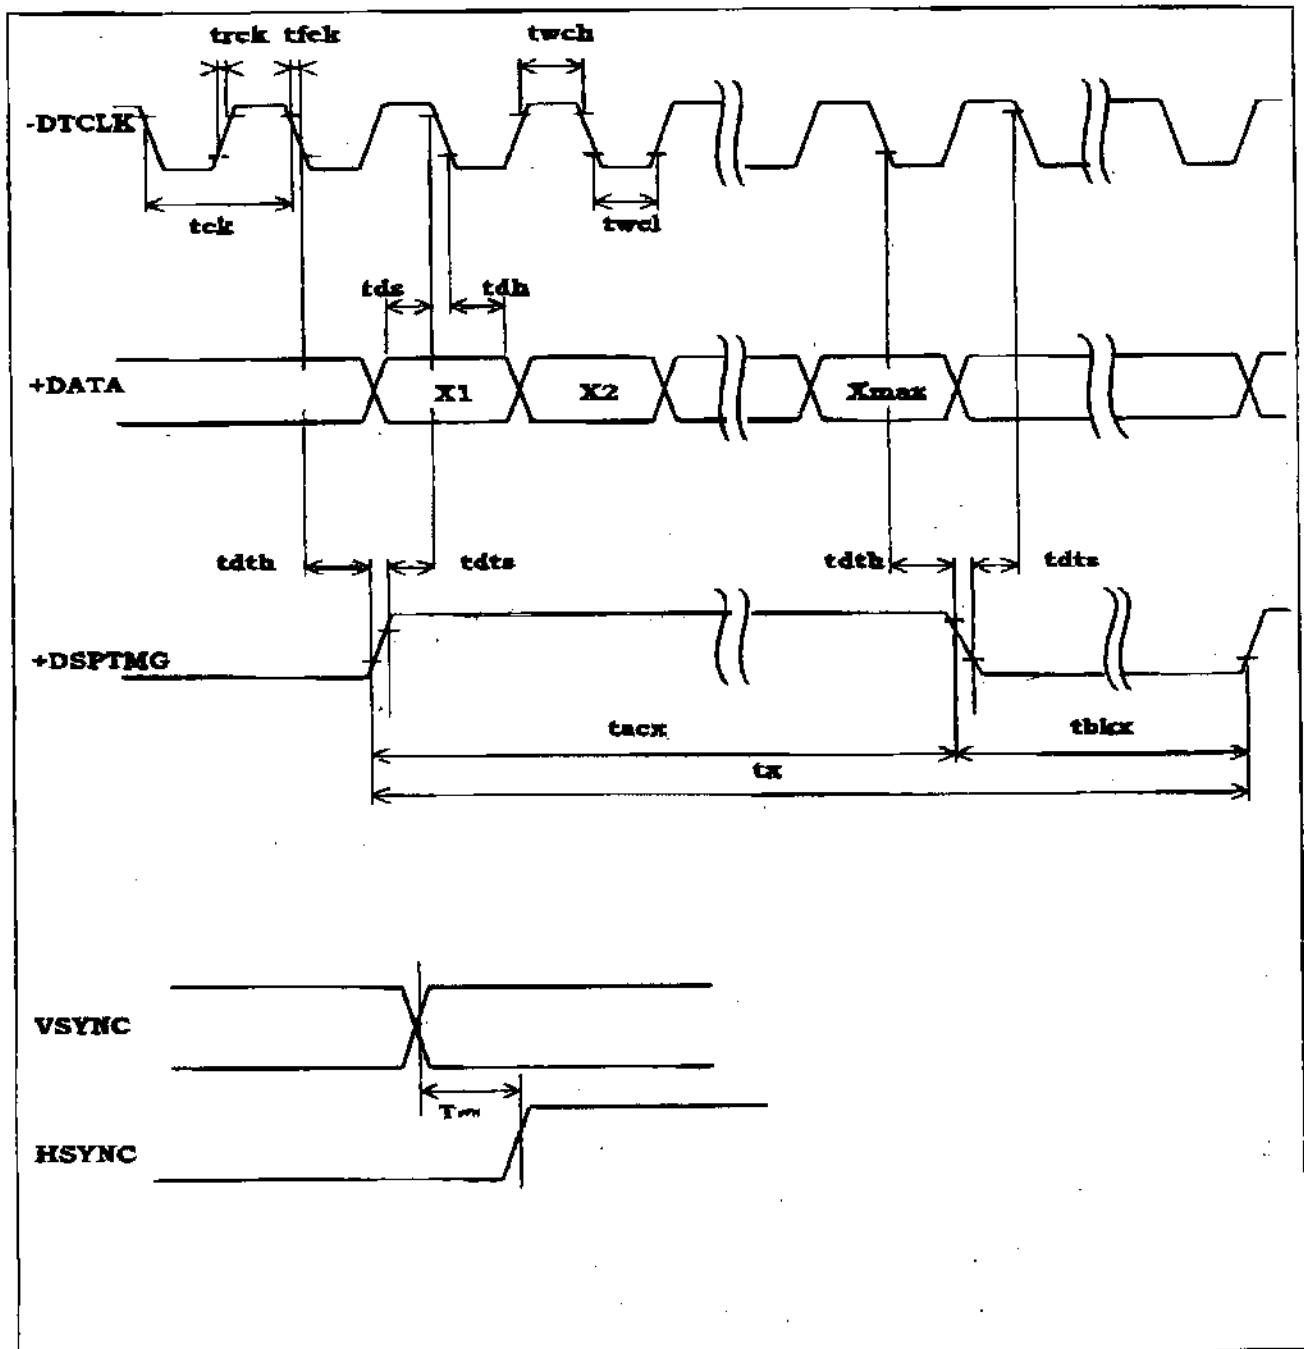 trck tfck twch
-DTCLK
tck twcl
tds tdh
+DATA X1 X2 Xmax
tdth tdts tdth tdts
+DSPTMG
tacx tbkx
tx
VSYNC
HSYNC